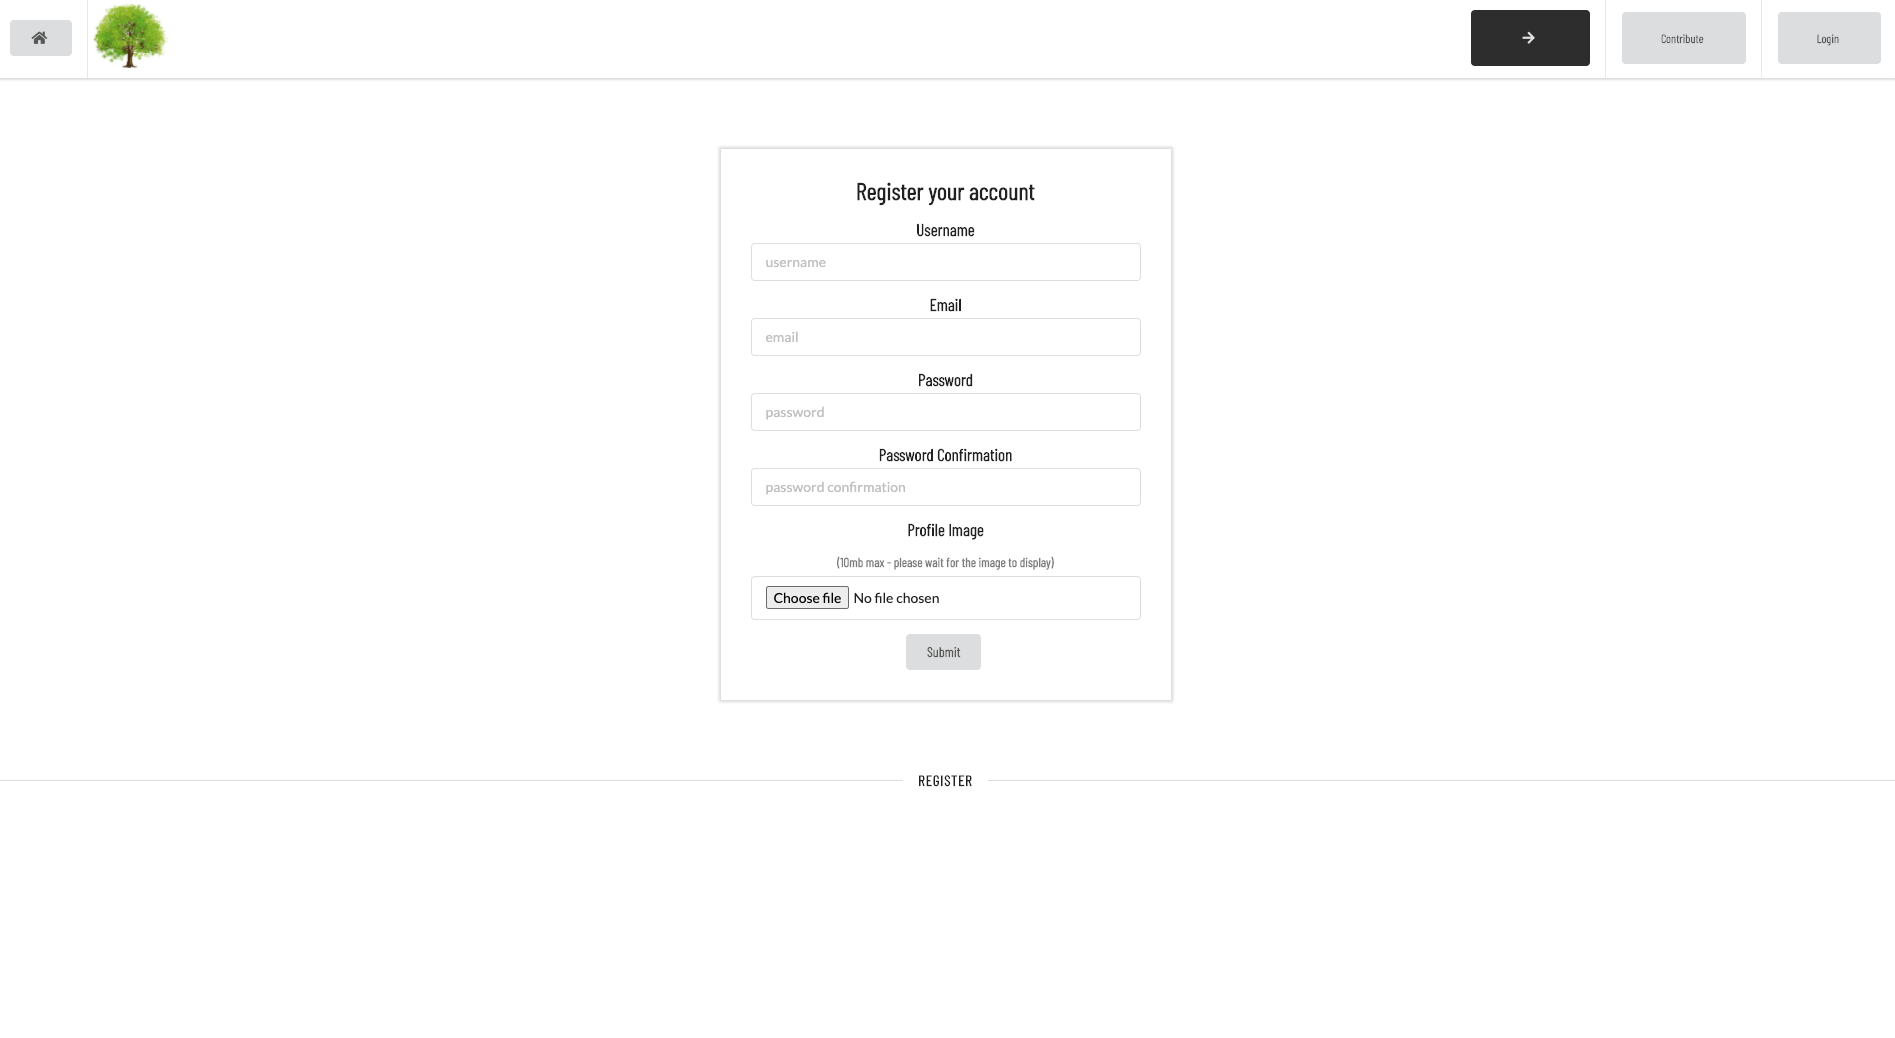 Contribute
Login
Register your account
Username
username
Email
email
Password
password
Password Confirmation
password confirmation
Profile Image
(10mb max - please wait for the image to display)
Choose file No file chosen
Submit
REGISTER